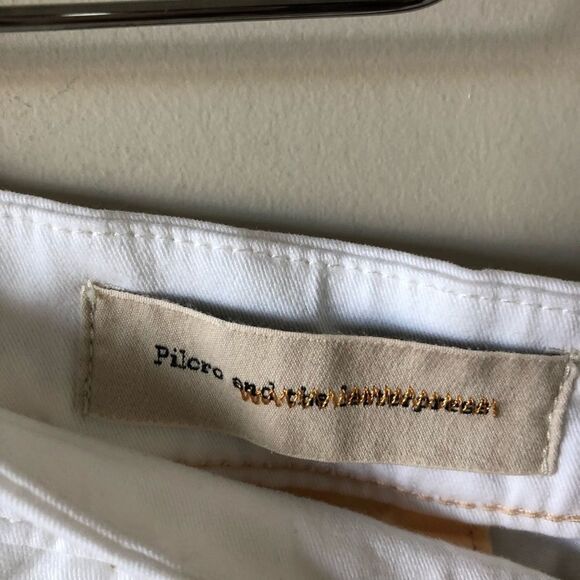 Pilcro and the letterpress